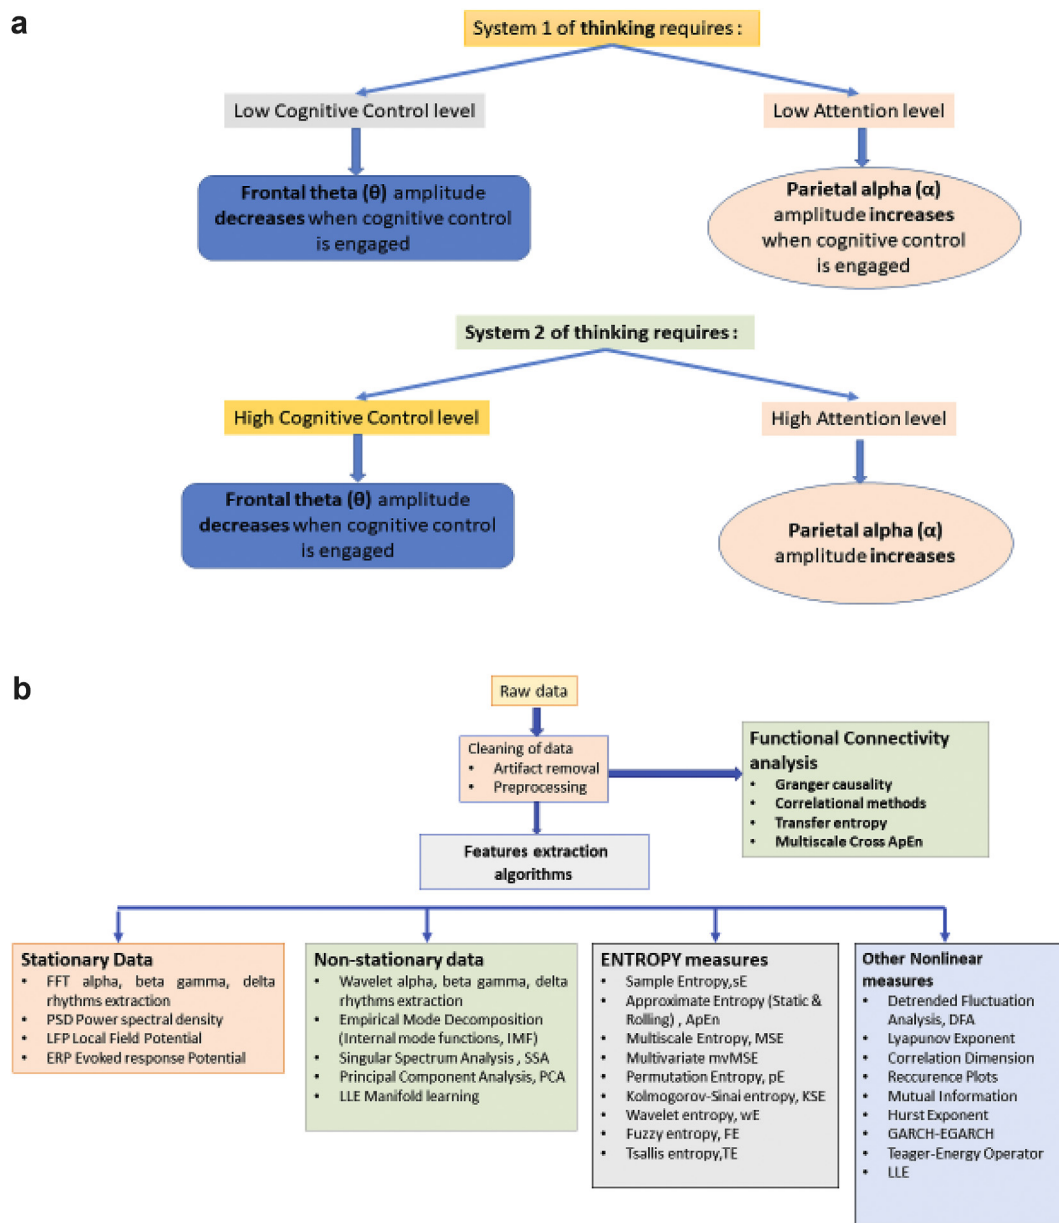 a
System 1 of thinking requires :
Low Cognitive Control level
Low Attention level
Frontal theta (θ) amplitude
decreases when cognitive control
is engaged
Parietal alpha (α)
amplitude increases
when cognitive control
is engaged
System 2 of thinking requires :
High Cognitive Control level
High Attention level
Frontal theta (θ) amplitude
decreases when cognitive control
is engaged
Parietal alpha (α)
amplitude increases
b
Raw data
Cleaning of data
• Artifact removal
• Preprocessing
Functional Connectivity
analysis
• Granger causality
• Correlational methods
• Transfer entropy
• Multiscale Cross ApEn
Features extraction
algorithms
Stationary Data
• FFT alpha, beta gamma, delta
rhythms extraction
• PSD Power spectral density
• LFP Local Field Potential
• ERP Evoked response Potential
Non-stationary data
• Wavelet alpha, beta gamma, delta
rhythms extraction
• Empirical Mode Decomposition
(Internal mode functions, IMF)
• Singular Spectrum Analysis , SSA
• Principal Component Analysis, PCA
• LLE Manifold learning
ENTROPY measures
• Sample Entropy,sE
• Approximate Entropy (Static &
Rolling) , ApEn
• Multiscale Entropy, MSE
• Multivariate mvMSE
• Permutation Entropy, pE
• Kolmogorov-Sinai entropy, KSE
• Wavelet entropy, wE
• Fuzzy entropy, FE
• Tsallis entropy,TE
Other Nonlinear
measures
• Detrended Fluctuation
Analysis, DFA
• Lyapunov Exponent
• Correlation Dimension
• Reccurence Plots
• Mutual Information
• Hurst Exponent
• GARCH-EGARCH
• Teager-Energy Operator
• LLE